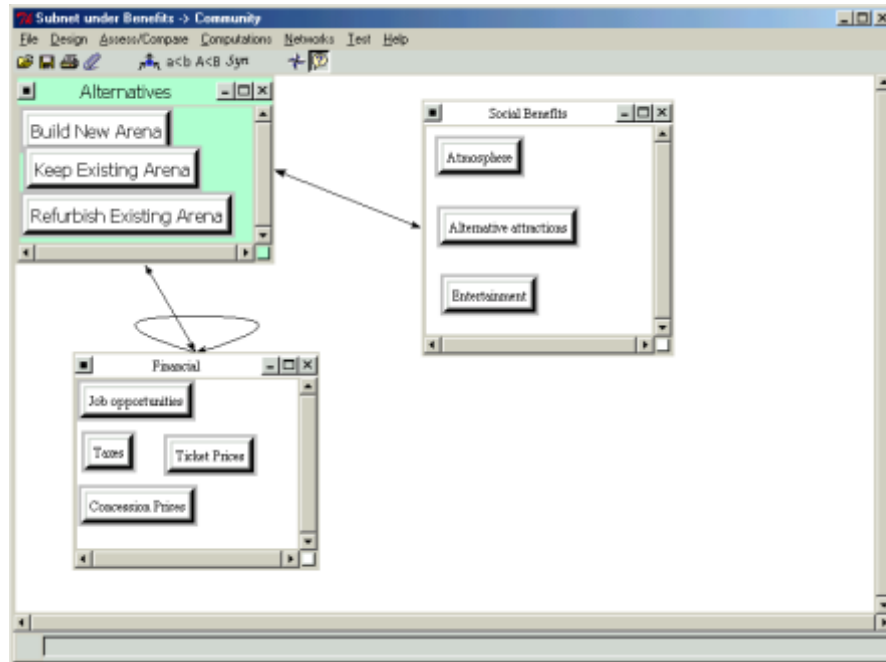 Subnet under Benefits -> Community
File Design Assess/Compare Computations Networks Test Help
a<b A<B Syn
Alternatives
Build New Arena
Keep Existing Arena
Refurbish Existing Arena
Social Benefits
Atmosphere
Alternative attractions
Entertainment
Financial
Job opportunities
Taxes Ticket Prices
Concession Prices